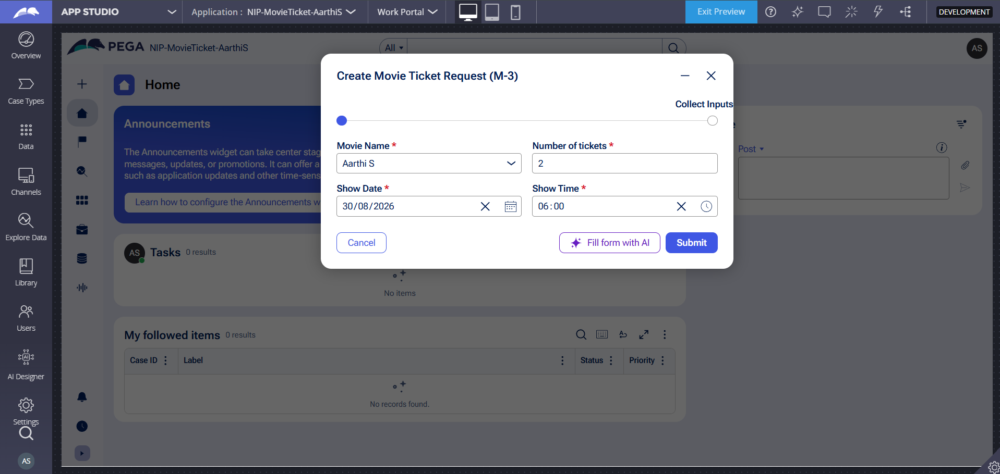 APP STUDIO
Application : NIP-MovieTicket-AarthiS
Work Portal
Exit Preview
DEVELOPMENT
Overview
Case Types
Data
Channels
Explore Data
Library
Users
AI Designer
Settings
AS
PEGA NIP-MovieTicket-AarthiS
All
AS
Home
Announcements
The Announcements widget can take center stag
messages, updates, or promotions. It can offer a
such as application updates and other time-sens
Learn how to configure the Announcements w
Create Movie Ticket Request (M-3)
Collect Inputs
Movie Name *
Aarthi S
Number of tickets *
2
Show Date *
30/08/2026
Show Time *
06:00
Cancel
Fill form with AI
Submit
e
Post
AS
Tasks 0 results
No items
My followed items 0 results
Case ID
Label
Status
Priority
No records found.